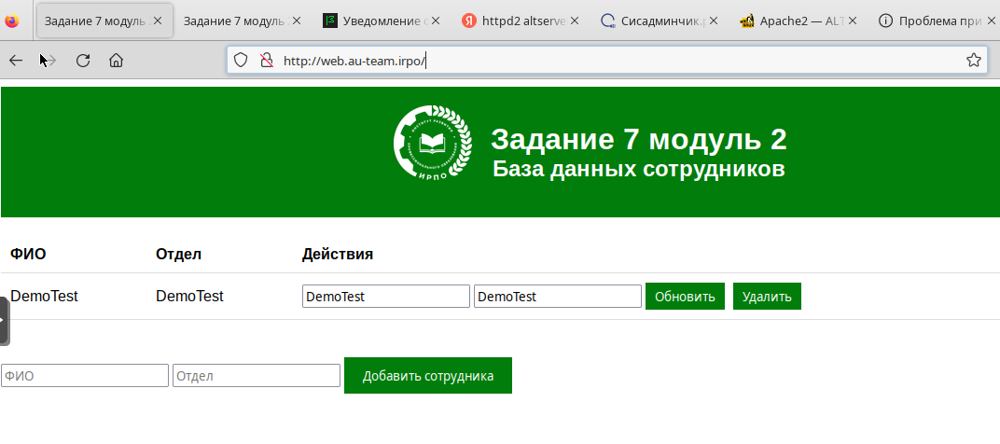 Задание 7 модуль
Задание 7 модуль
Уведомление
httpd2 altserve
Сисадминчик.
Apache2 — ALT
Проблема при
http://web.au-team.irpo/
ИРПО
Задание 7 модуль 2
База данных сотрудников
ФИО Отдел Действия
DemoTest DemoTest DemoTest DemoTest Обновить Удалить
ФИО Отдел Добавить сотрудника